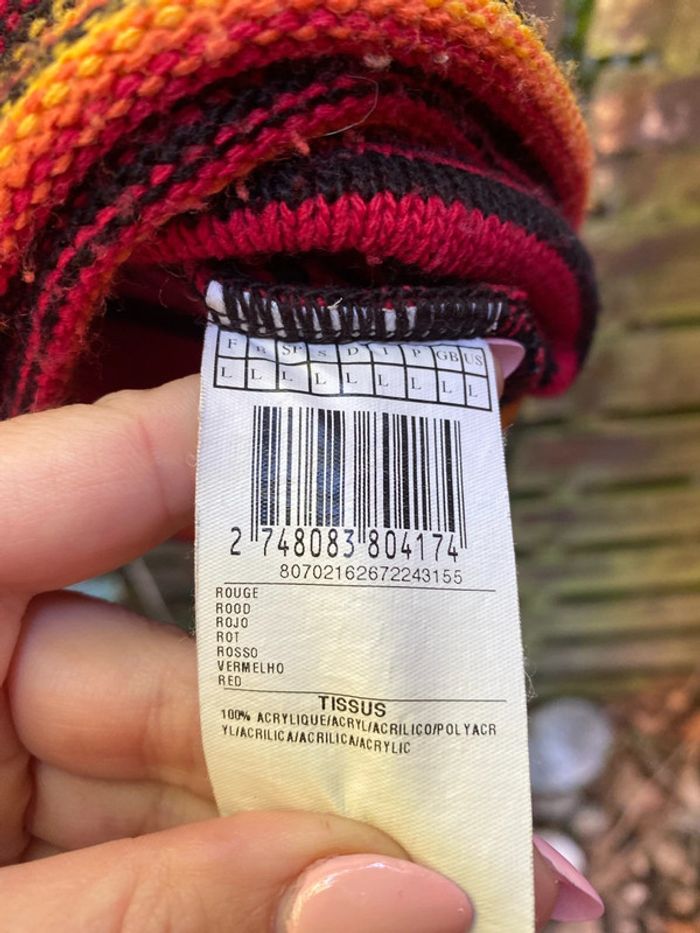 F SP S D I P GB US
L L L L L L L L L
2 748083 804174
80702162672243155
ROUGE
ROOD
ROJO
ROT
ROSSO
VERMELHO
RED
TISSUS
100% ACRYLIQUE/ACRYL/ACRILICO/POLYACR
YL/ACRILICA/ACRILICA/ACRYLIC